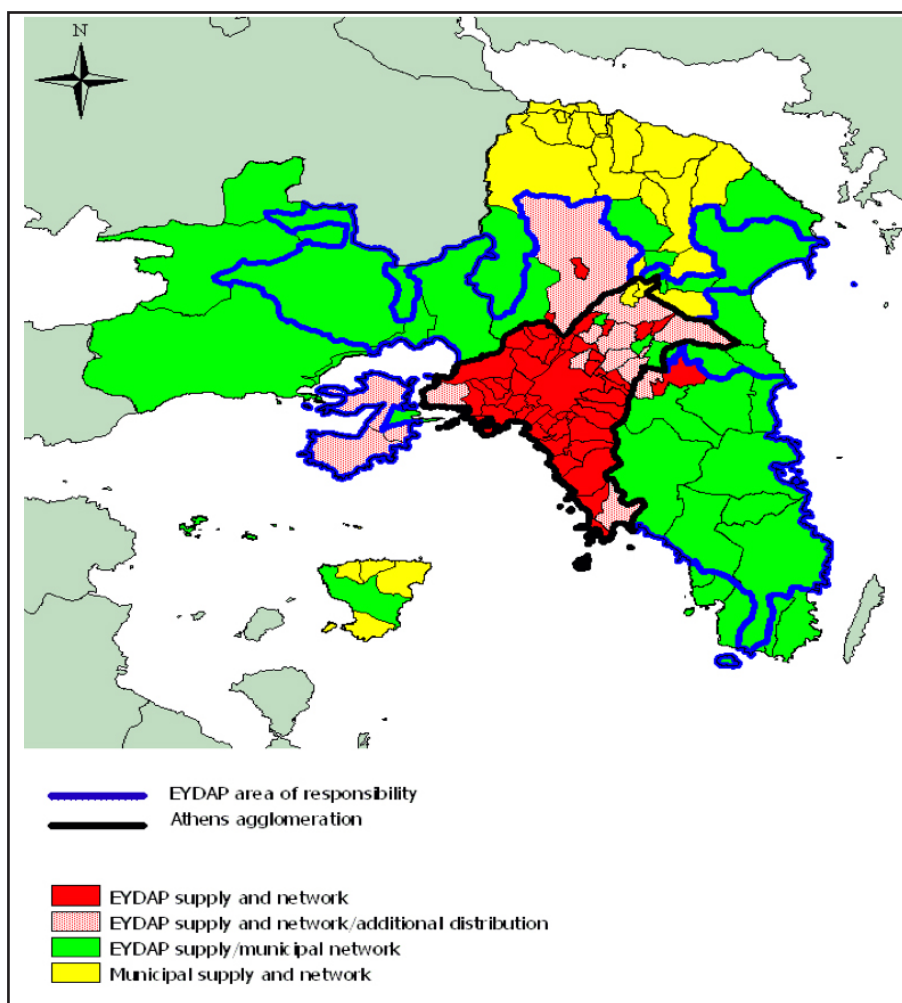 N
EYDAP area of responsibility
Athens agglomeration
EYDAP supply and network
EYDAP supply and network/additional distribution
EYDAP supply/municipal network
Municipal supply and network